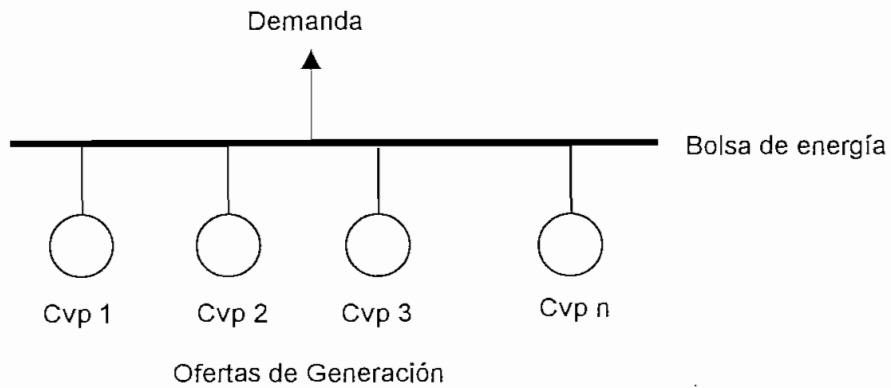 Demanda
Bolsa de energía
Cvp 1 Cvp 2 Cvp 3 Cvp n
Ofertas de Generación